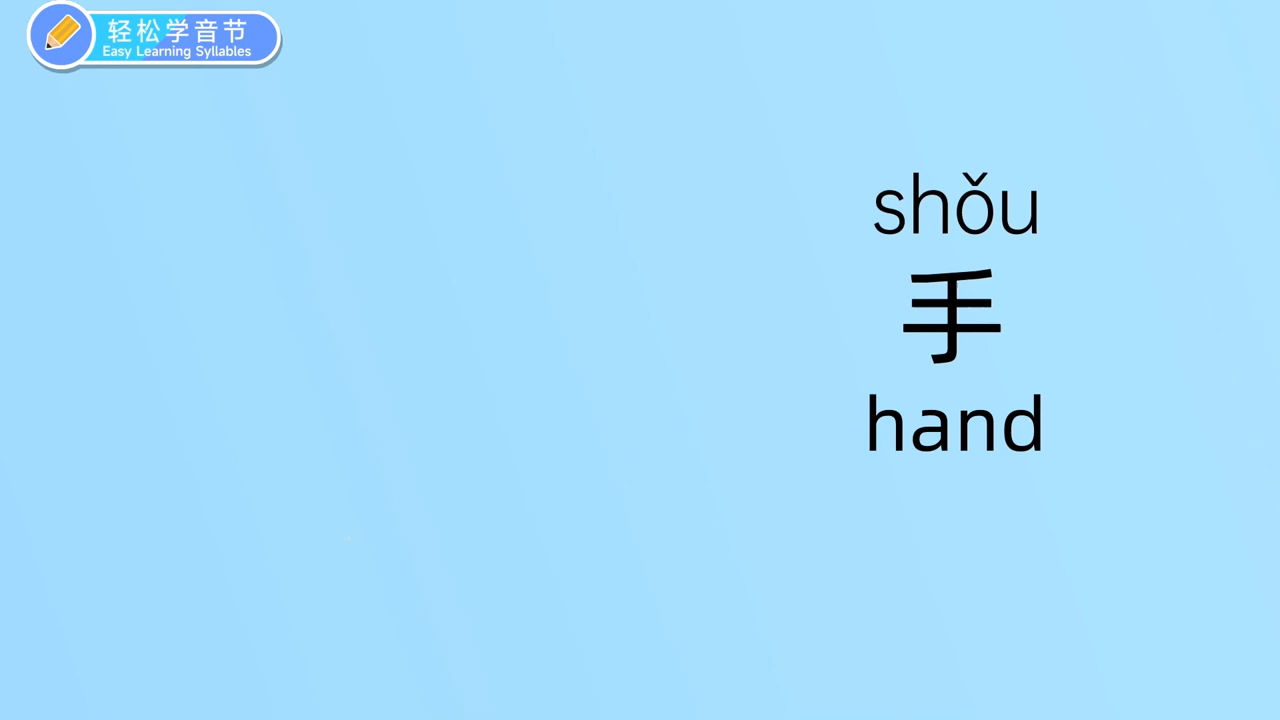 轻松学音节
Easy Learning Syllables
shǒu
手
hand